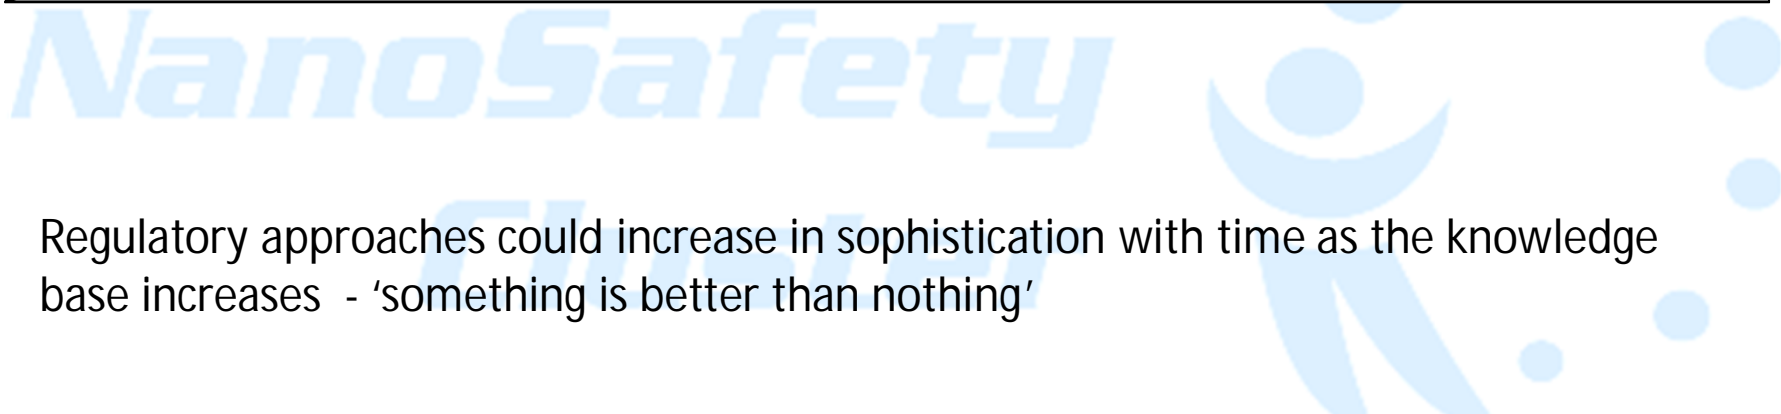 NanoSafety
Cluster
Regulatory approaches could increase in sophistication with time as the knowledge
base increases - ‘something is better than nothing’